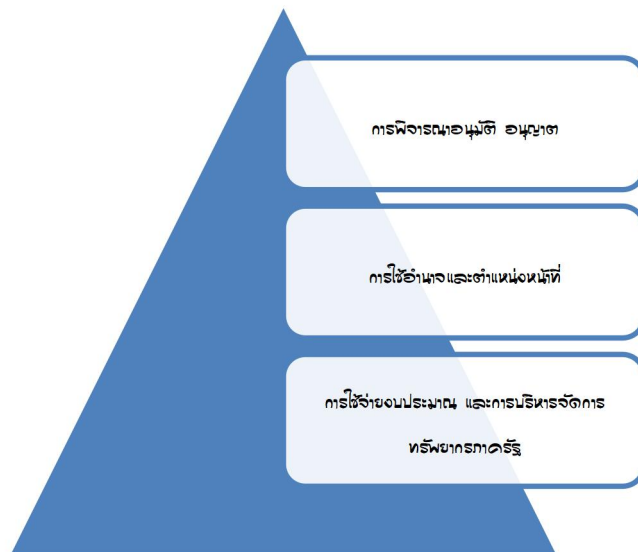 การพิจารณาอนุมัติ อนุญาต
การใช้อำนาจและตำแหน่งหน้าที่
การใช้จ่ายงบประมาณ และการบริหารจัดการ
ทรัพยากรภาครัฐ